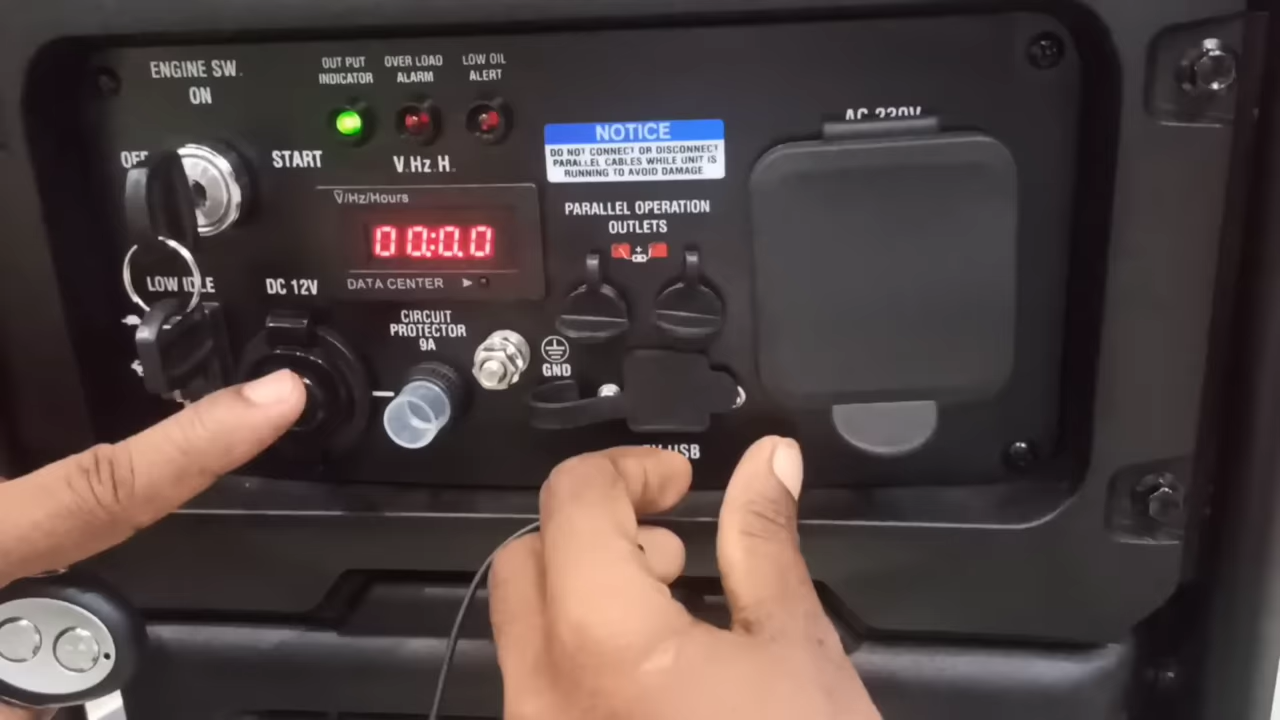 ENGINE SW.
ON
START
OUT PUT
INDICATOR
OVER LOAD
ALARM
LOW OIL
ALERT
V.Hz.H.
V/Hz/Hours
00:0.0
DATA CENTER
NOTICE
DO NOT CONNECT OR DISCONNECT
PARALLEL CABLES WHILE UNIT IS
RUNNING TO AVOID DAMAGE
PARALLEL OPERATION
OUTLETS
AC 230V
LOW IDLE
DC 12V
CIRCUIT
PROTECTOR
9A
GND
USB